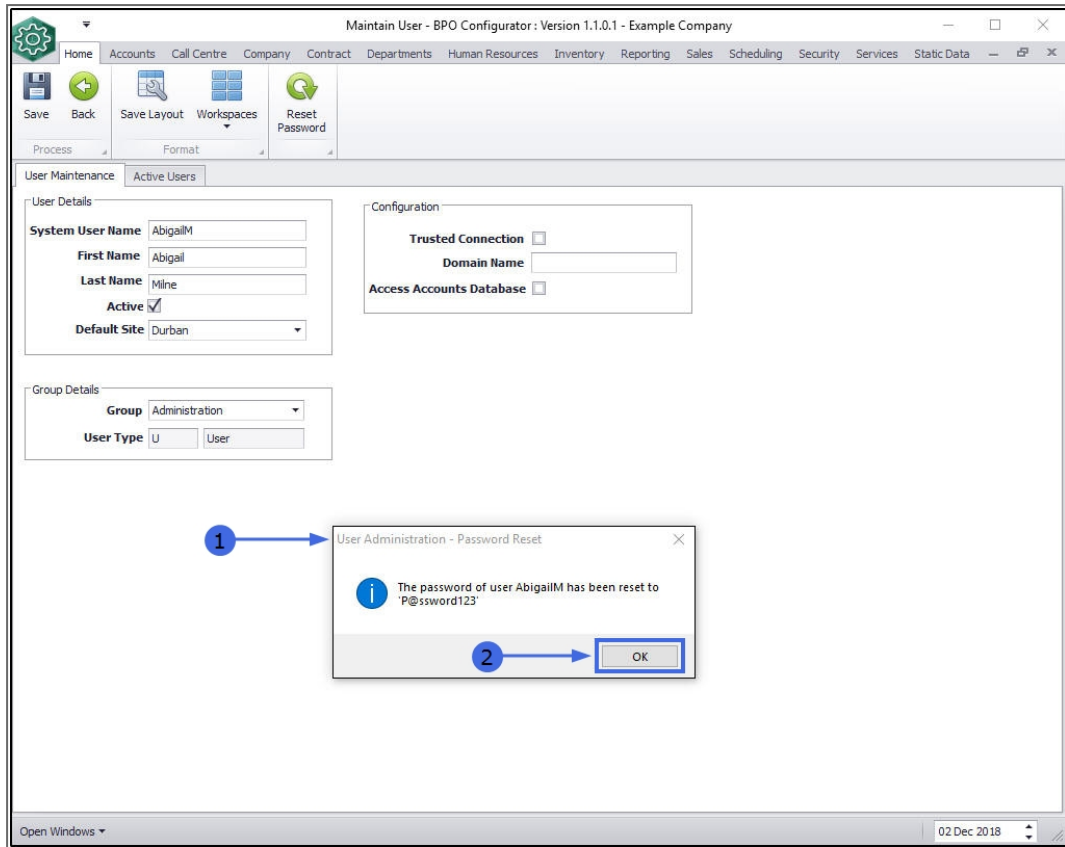 Maintain User - BPO Configurator : Version 1.1.0.1 - Example Company
Home Accounts Call Centre Company Contract Departments Human Resources Inventory Reporting Sales Scheduling Security Services Static Data
Save Back Save Layout Workspaces Reset Password
Process Format
User Maintenance Active Users
User Details
System User Name AbigailM
First Name Abigail
Last Name Milne
Active
Default Site Durban
Configuration
Trusted Connection
Domain Name
Access Accounts Database
Group Details
Group Administration
User Type U User
1
User Administration - Password Reset
The password of user AbigailM has been reset to
'P@ssword123'
2
OK
Open Windows
02 Dec 2018